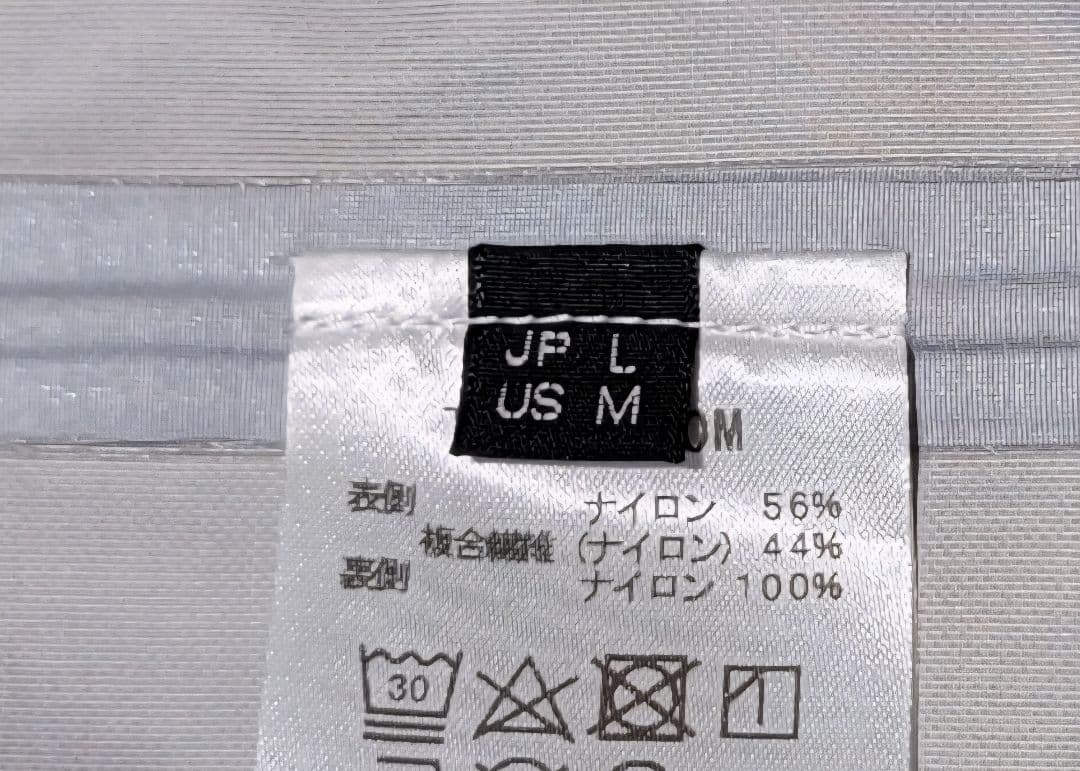 JP L
US M
OM
表側 ナイロン 56%
複合繊維 (ナイロン) 44%
裏側 ナイロン 100%
30